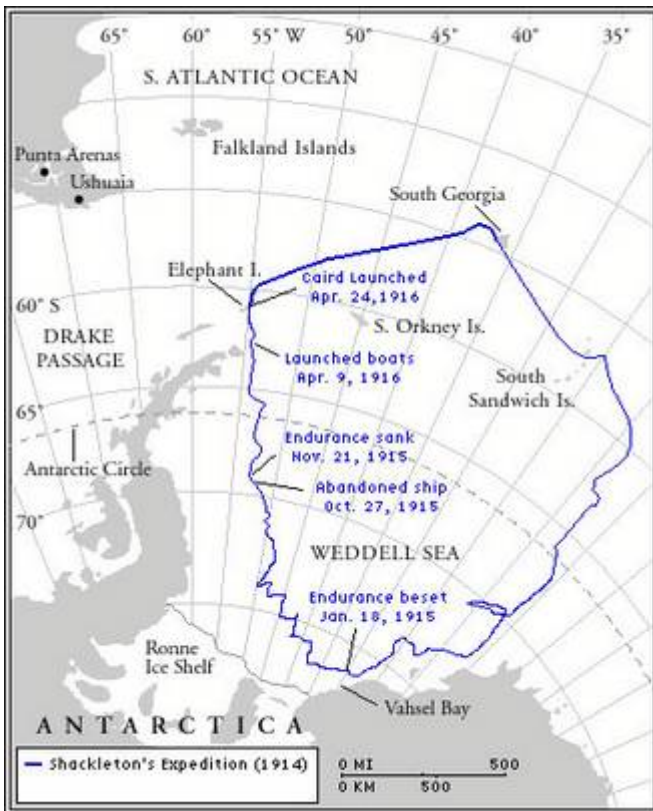 65°
60°
55° W
50°
45°
40°
35°
S. ATLANTIC OCEAN
Falkland Islands
Punta Arenas
Ushuaia
South Georgia
Elephant I.
Caird Launched
Apr. 24,1916
60° S
S. Orkney Is.
DRAKE
PASSAGE
Launched boats
Apr. 9, 1916
South
Sandwich Is.
65°
Endurance sank
Nov. 21, 1915
Antarctic Circle
Abandoned ship
Oct. 27, 1915
70°
WEDDELL SEA
Endurance beset
Jan. 18, 1915
Ronne
Ice Shelf
Vahsel Bay
ANTARCTICA
Shackleton's Expedition (1914)
0 MI 500
0 KM 500